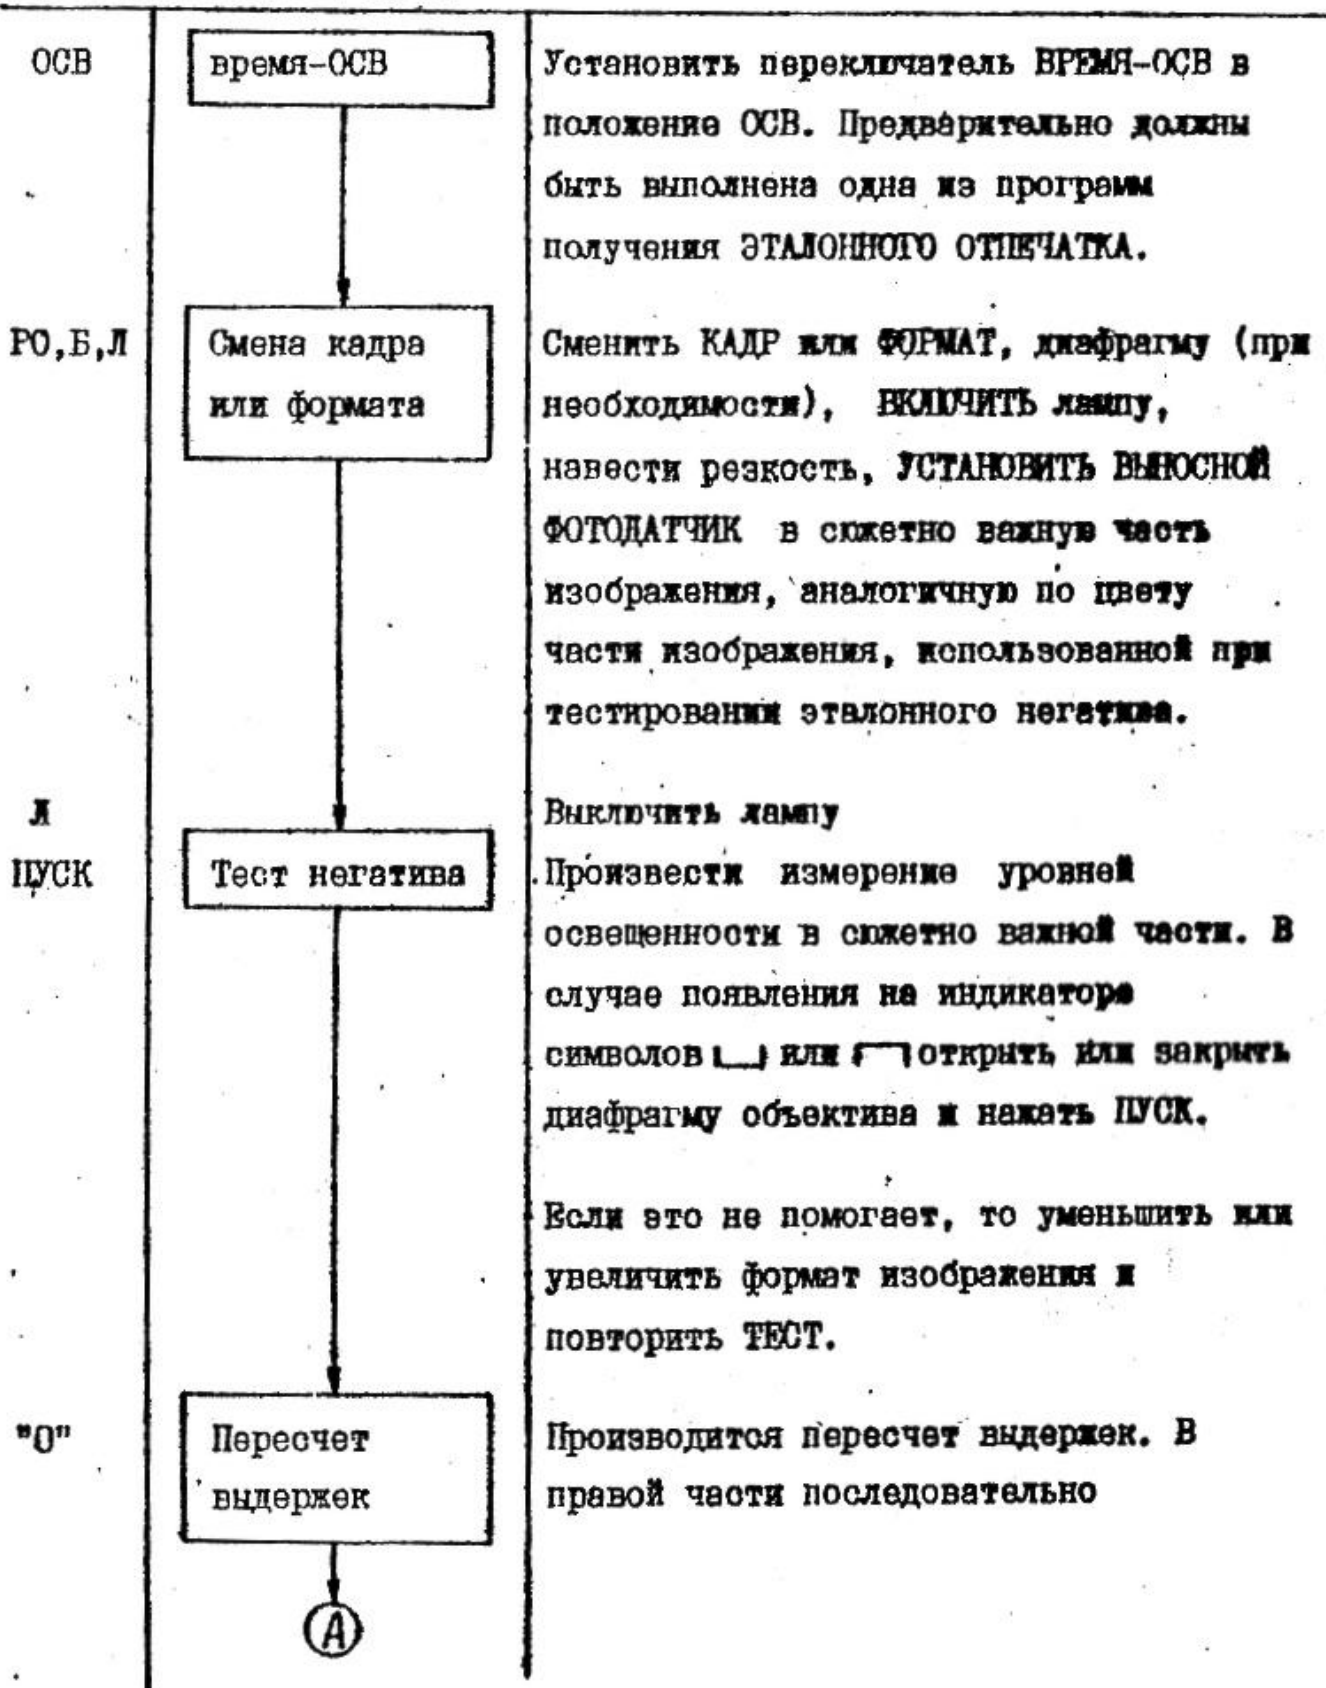 ОСВ
время-ОСВ
Установить переключатель ВРЕМЯ-ОСВ в
положение ОСВ. Предварительно должны
быть выполнена одна из программ
получения ЭТАЛОННОГО ОТПЕЧАТКА.
РО,Б,Л
Смена кадра
или формата
Сменить КАДР или ФОРМАТ, диафрагму (при
необходимости), ВКЛЮЧИТЬ лампу,
навести резкость, УСТАНОВИТЬ ВЫНОСНОЙ
ФОТОДАТЧИК в сюжетно важную часть
изображения, аналогичную по цвету
части изображения, использованной при
тестировании эталонного негатива.
Л
Выключить лампу
ПУСК
Тест негатива
Произвести измерение уровней
освещенности в сюжетно важной части. В
случае появления на индикаторе
символов или открыть или закрыть
диафрагму объектива и нажать ПУСК.
Если это не помогает, то уменьшить или
увеличить формат изображения и
повторить ТЕСТ.
"О"
Пересчет
выдержек
Производится пересчет выдержек. В
правой части последовательно
А